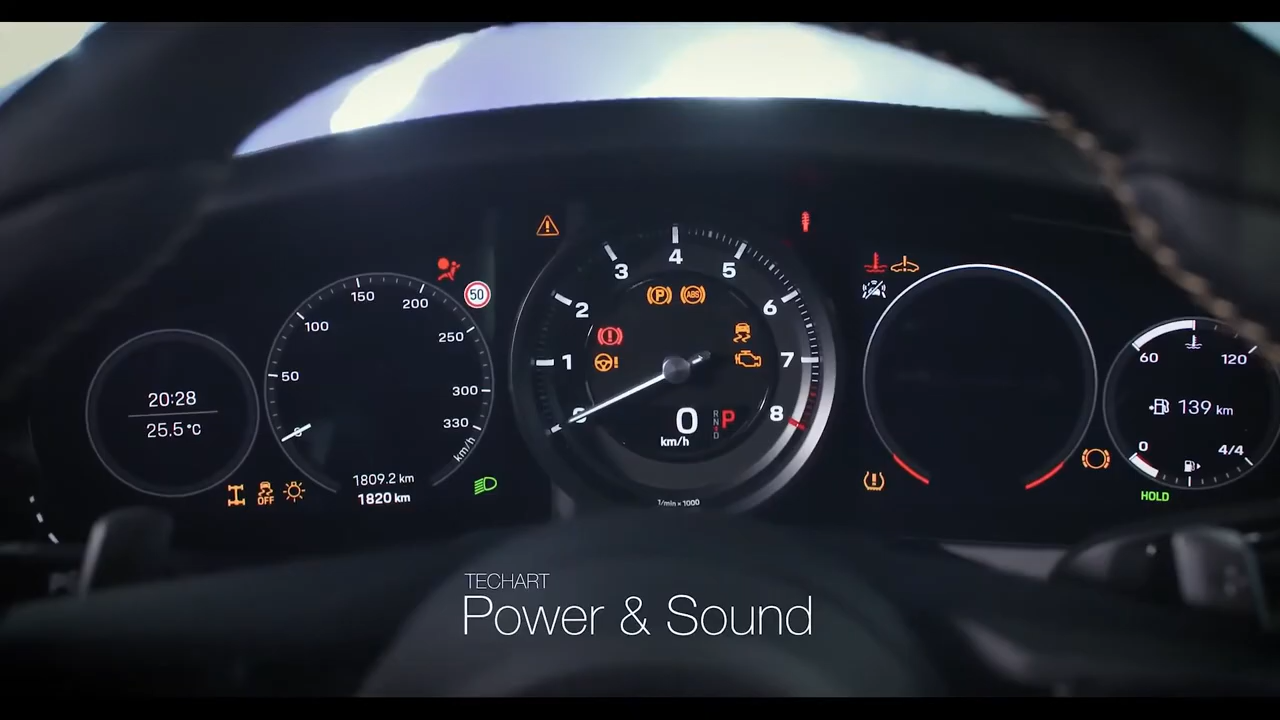 20:28
25.5°C
0
50
100
150
200
250
300
330
km/h
50
OFF
1809.2 km
1820 km
0
1
2
3
4
5
6
7
8
P
ABS
0
km/h
R
N
D
P
1/min × 1000
60
120
139 km
0
4/4
HOLD
TECHART
Power & Sound